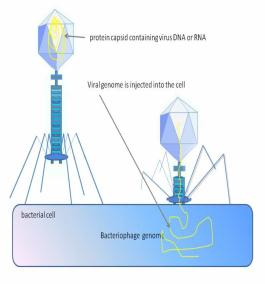 protein capsid containing virus DNA or RNA
Viral genome is injected into the cell
bacterial cell
Bacteriophage genome